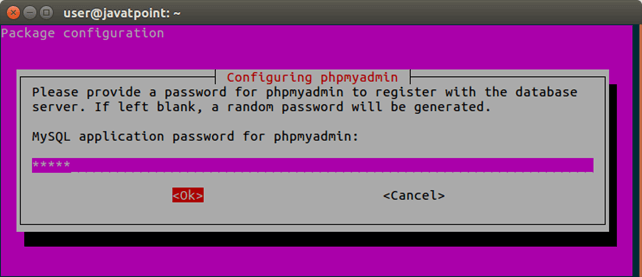 user@javatpoint: ~
Package configuration
Configuring phpmyadmin
Please provide a password for phpmyadmin to register with the database
server. If left blank, a random password will be generated.
MySQL application password for phpmyadmin:
*****
<Ok> <Cancel>